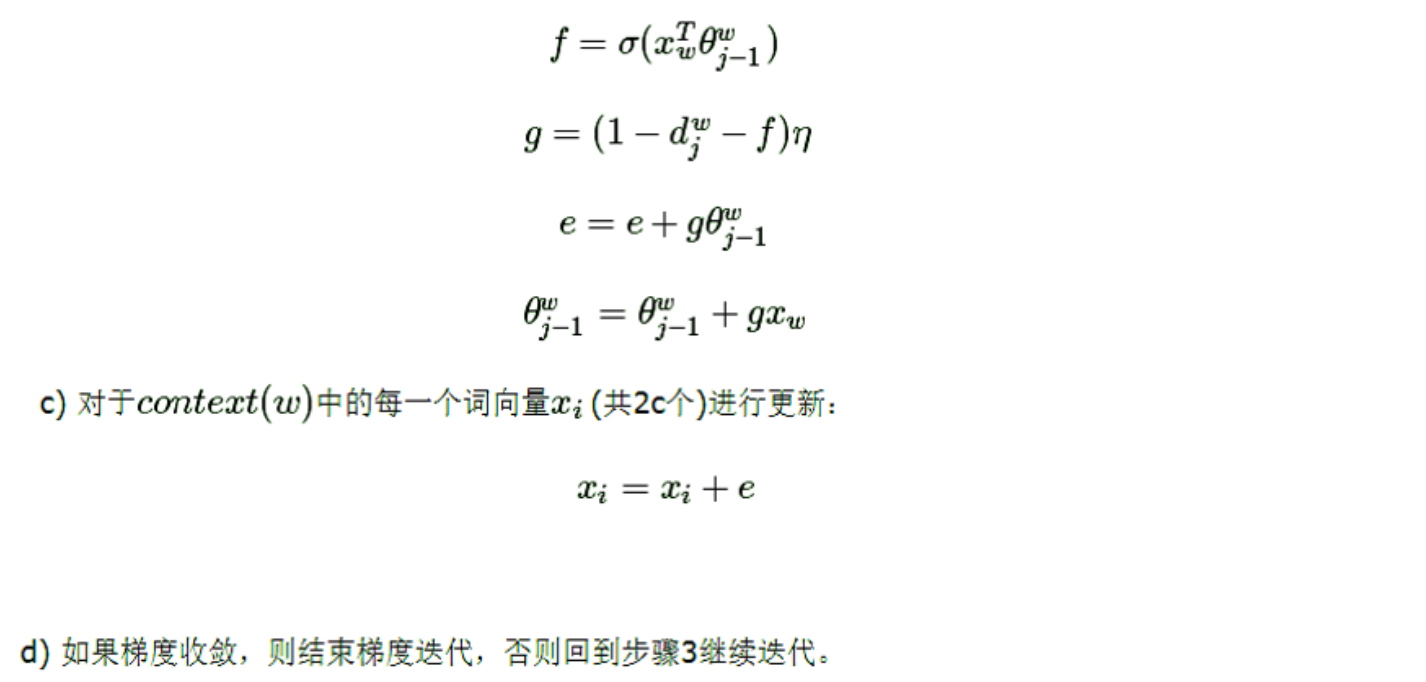 f = σ(x_w^T θ_{j-1}^w)
g = (1 − d_j^w − f)η
e = e + gθ_{j-1}^w
θ_{j-1}^w = θ_{j-1}^w + gx_w
c) 对于context(w)中的每一个词向量x_i (共2c个)进行更新：
x_i = x_i + e
d) 如果梯度收敛，则结束梯度迭代，否则回到步骤3继续迭代。